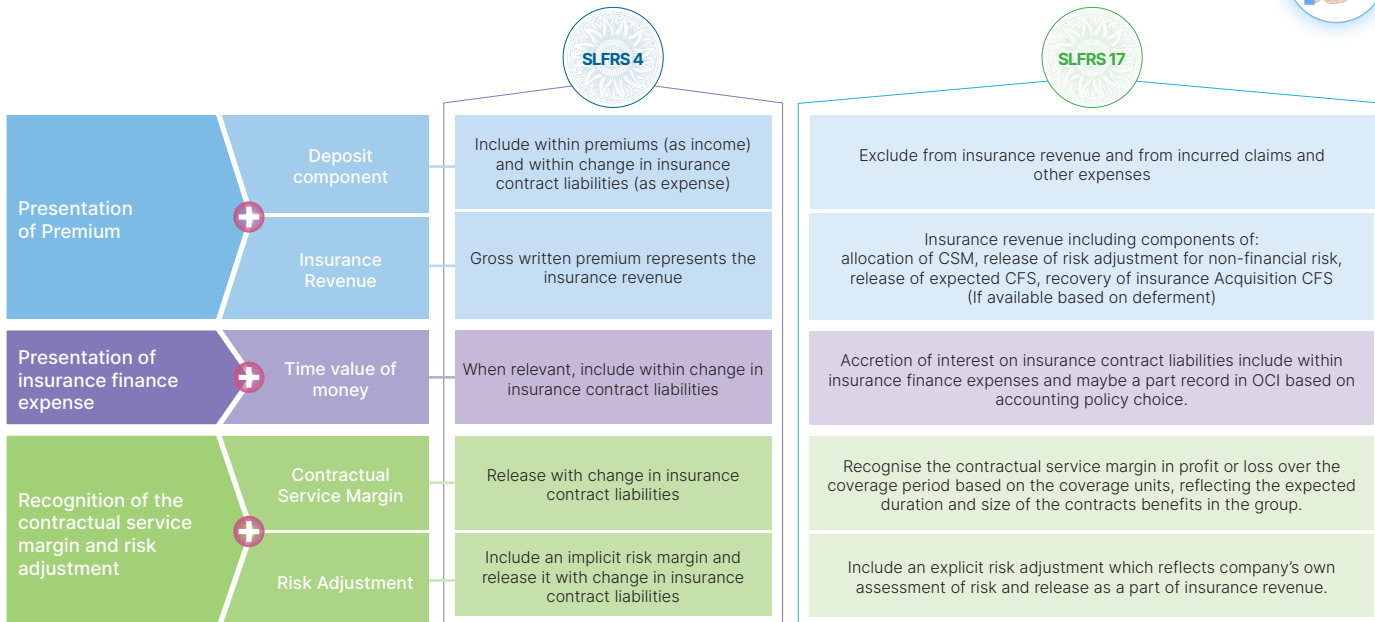 SLFRS 4
SLFRS 17
Presentation
of Premium
Deposit
component
Include within premiums (as income)
and within change in insurance
contract liabilities (as expense)
Exclude from insurance revenue and from incurred claims and
other expenses
Insurance
Revenue
Gross written premium represents the
insurance revenue
Insurance revenue including components of:
allocation of CSM, release of risk adjustment for non-financial risk,
release of expected CFS, recovery of insurance Acquisition CFS
(If available based on deferment)
Presentation of
insurance finance
expense
Time value of
money
When relevant, include within change in
insurance contract liabilities
Accretion of interest on insurance contract liabilities include within
insurance finance expenses and maybe a part record in OCI based on
accounting policy choice.
Recognition of the
contractual service
margin and risk
adjustment
Contractual
Service Margin
Release with change in insurance
contract liabilities
Recognise the contractual service margin in profit or loss over the
coverage period based on the coverage units, reflecting the expected
duration and size of the contracts benefits in the group.
Risk Adjustment
Include an implicit risk margin and
release it with change in insurance
contract liabilities
Include an explicit risk adjustment which reflects company’s own
assessment of risk and release as a part of insurance revenue.